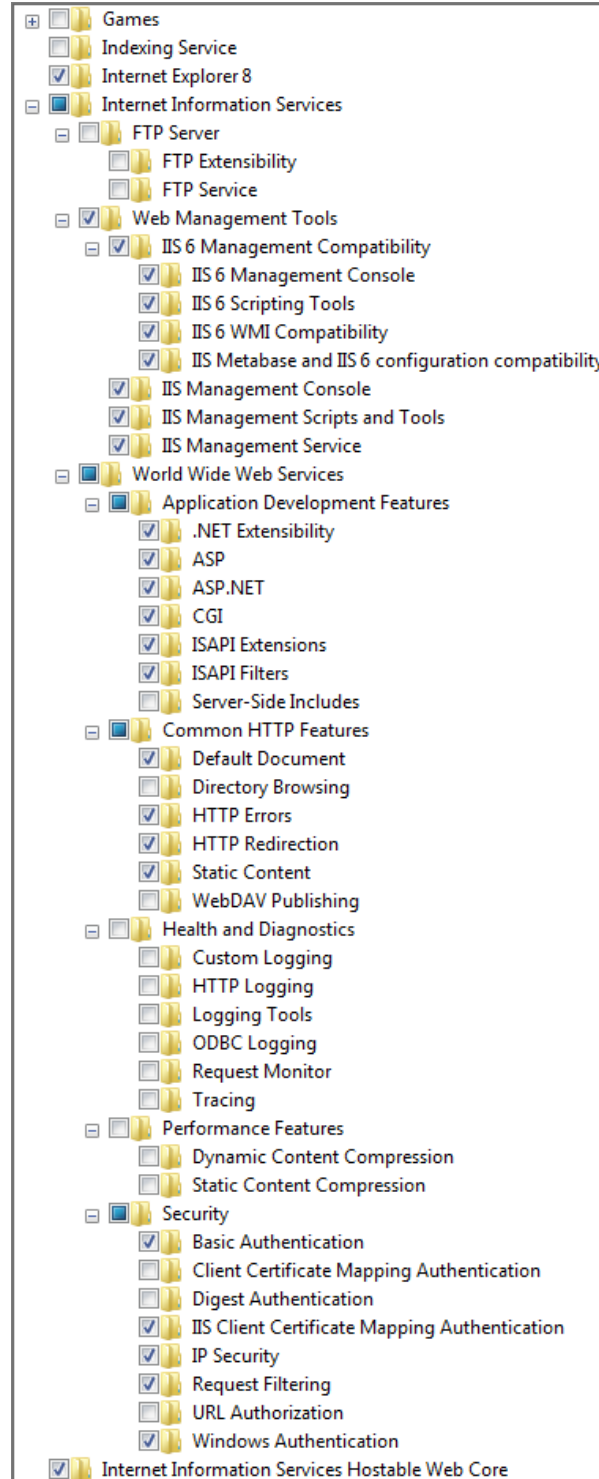 Games
Indexing Service
Internet Explorer 8
Internet Information Services
FTP Server
FTP Extensibility
FTP Service
Web Management Tools
IIS 6 Management Compatibility
IIS 6 Management Console
IIS 6 Scripting Tools
IIS 6 WMI Compatibility
IIS Metabase and IIS 6 configuration compatibility
IIS Management Console
IIS Management Scripts and Tools
IIS Management Service
World Wide Web Services
Application Development Features
.NET Extensibility
ASP
ASP.NET
CGI
ISAPI Extensions
ISAPI Filters
Server-Side Includes
Common HTTP Features
Default Document
Directory Browsing
HTTP Errors
HTTP Redirection
Static Content
WebDAV Publishing
Health and Diagnostics
Custom Logging
HTTP Logging
Logging Tools
ODBC Logging
Request Monitor
Tracing
Performance Features
Dynamic Content Compression
Static Content Compression
Security
Basic Authentication
Client Certificate Mapping Authentication
Digest Authentication
IIS Client Certificate Mapping Authentication
IP Security
Request Filtering
URL Authorization
Windows Authentication
Internet Information Services Hostable Web Core